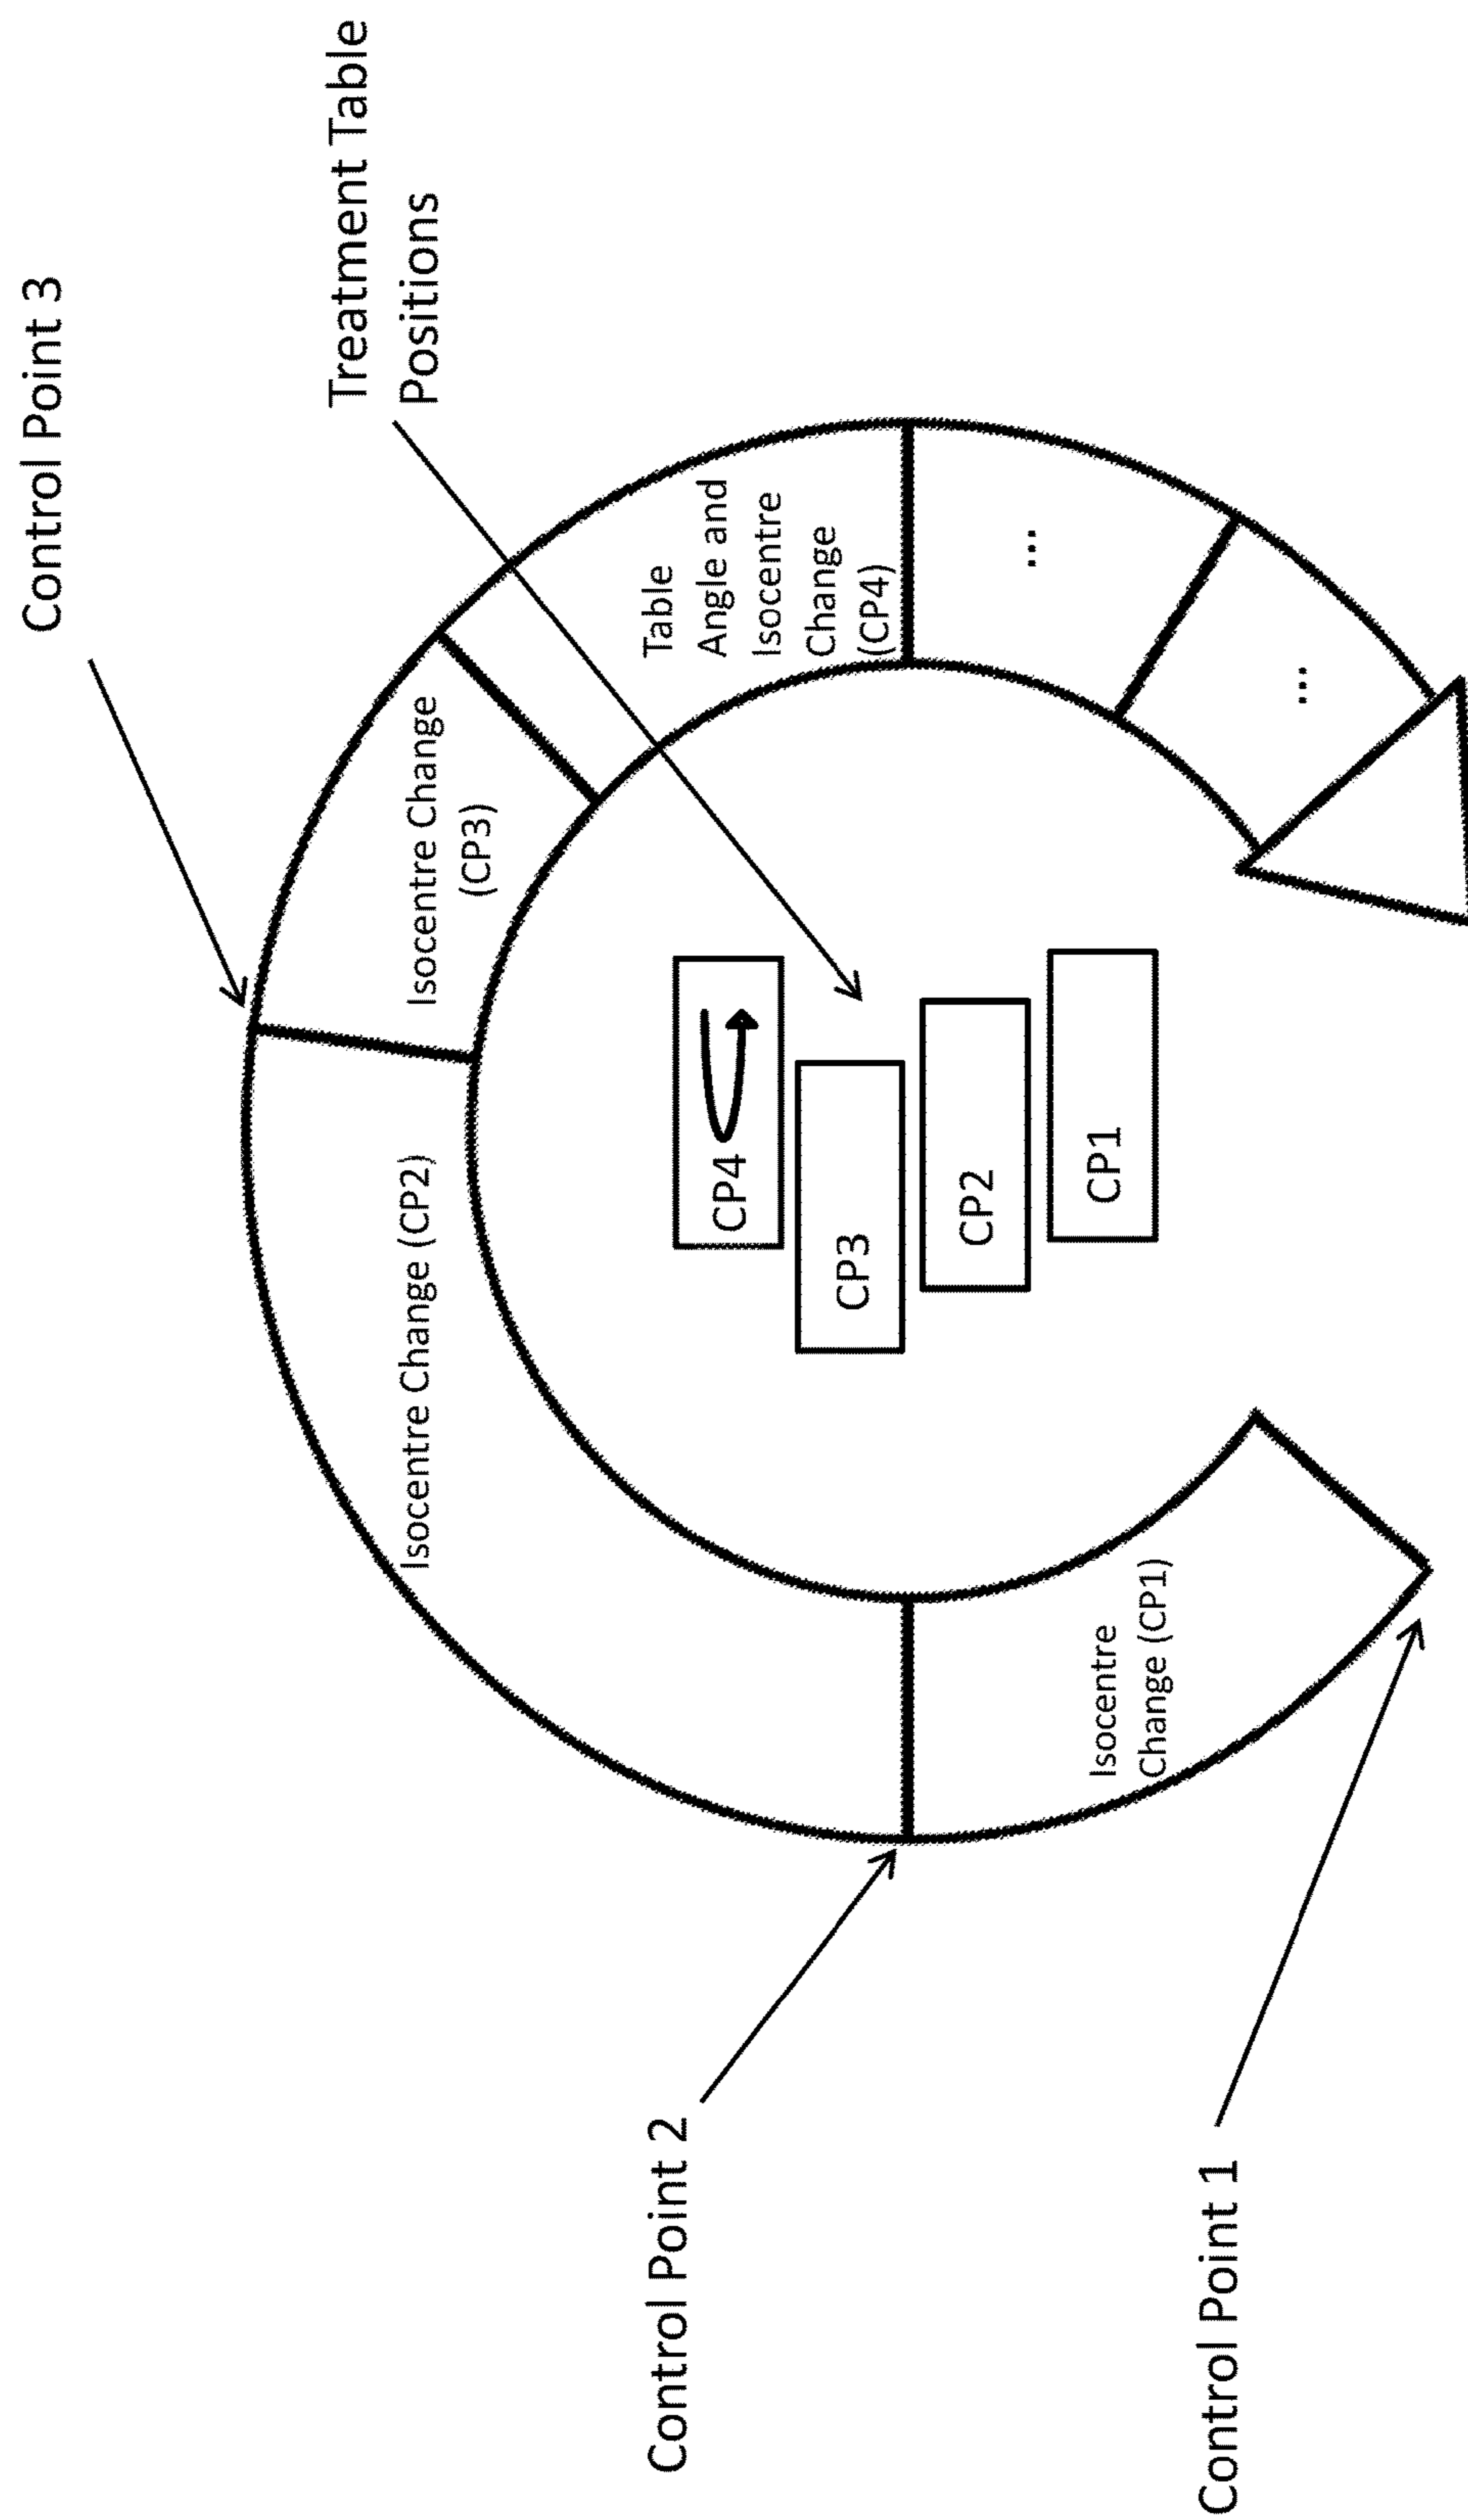 Control Point 3
Treatment Table
Positions
Isocentre Change
(CP3)
Isocentre Change (CP2)
Table
Angle and
Isocentre
Change
(CP4)
...
...
CP4
CP3
CP2
CP1
Isocentre
Change (CP1)
Control Point 2
Control Point 1